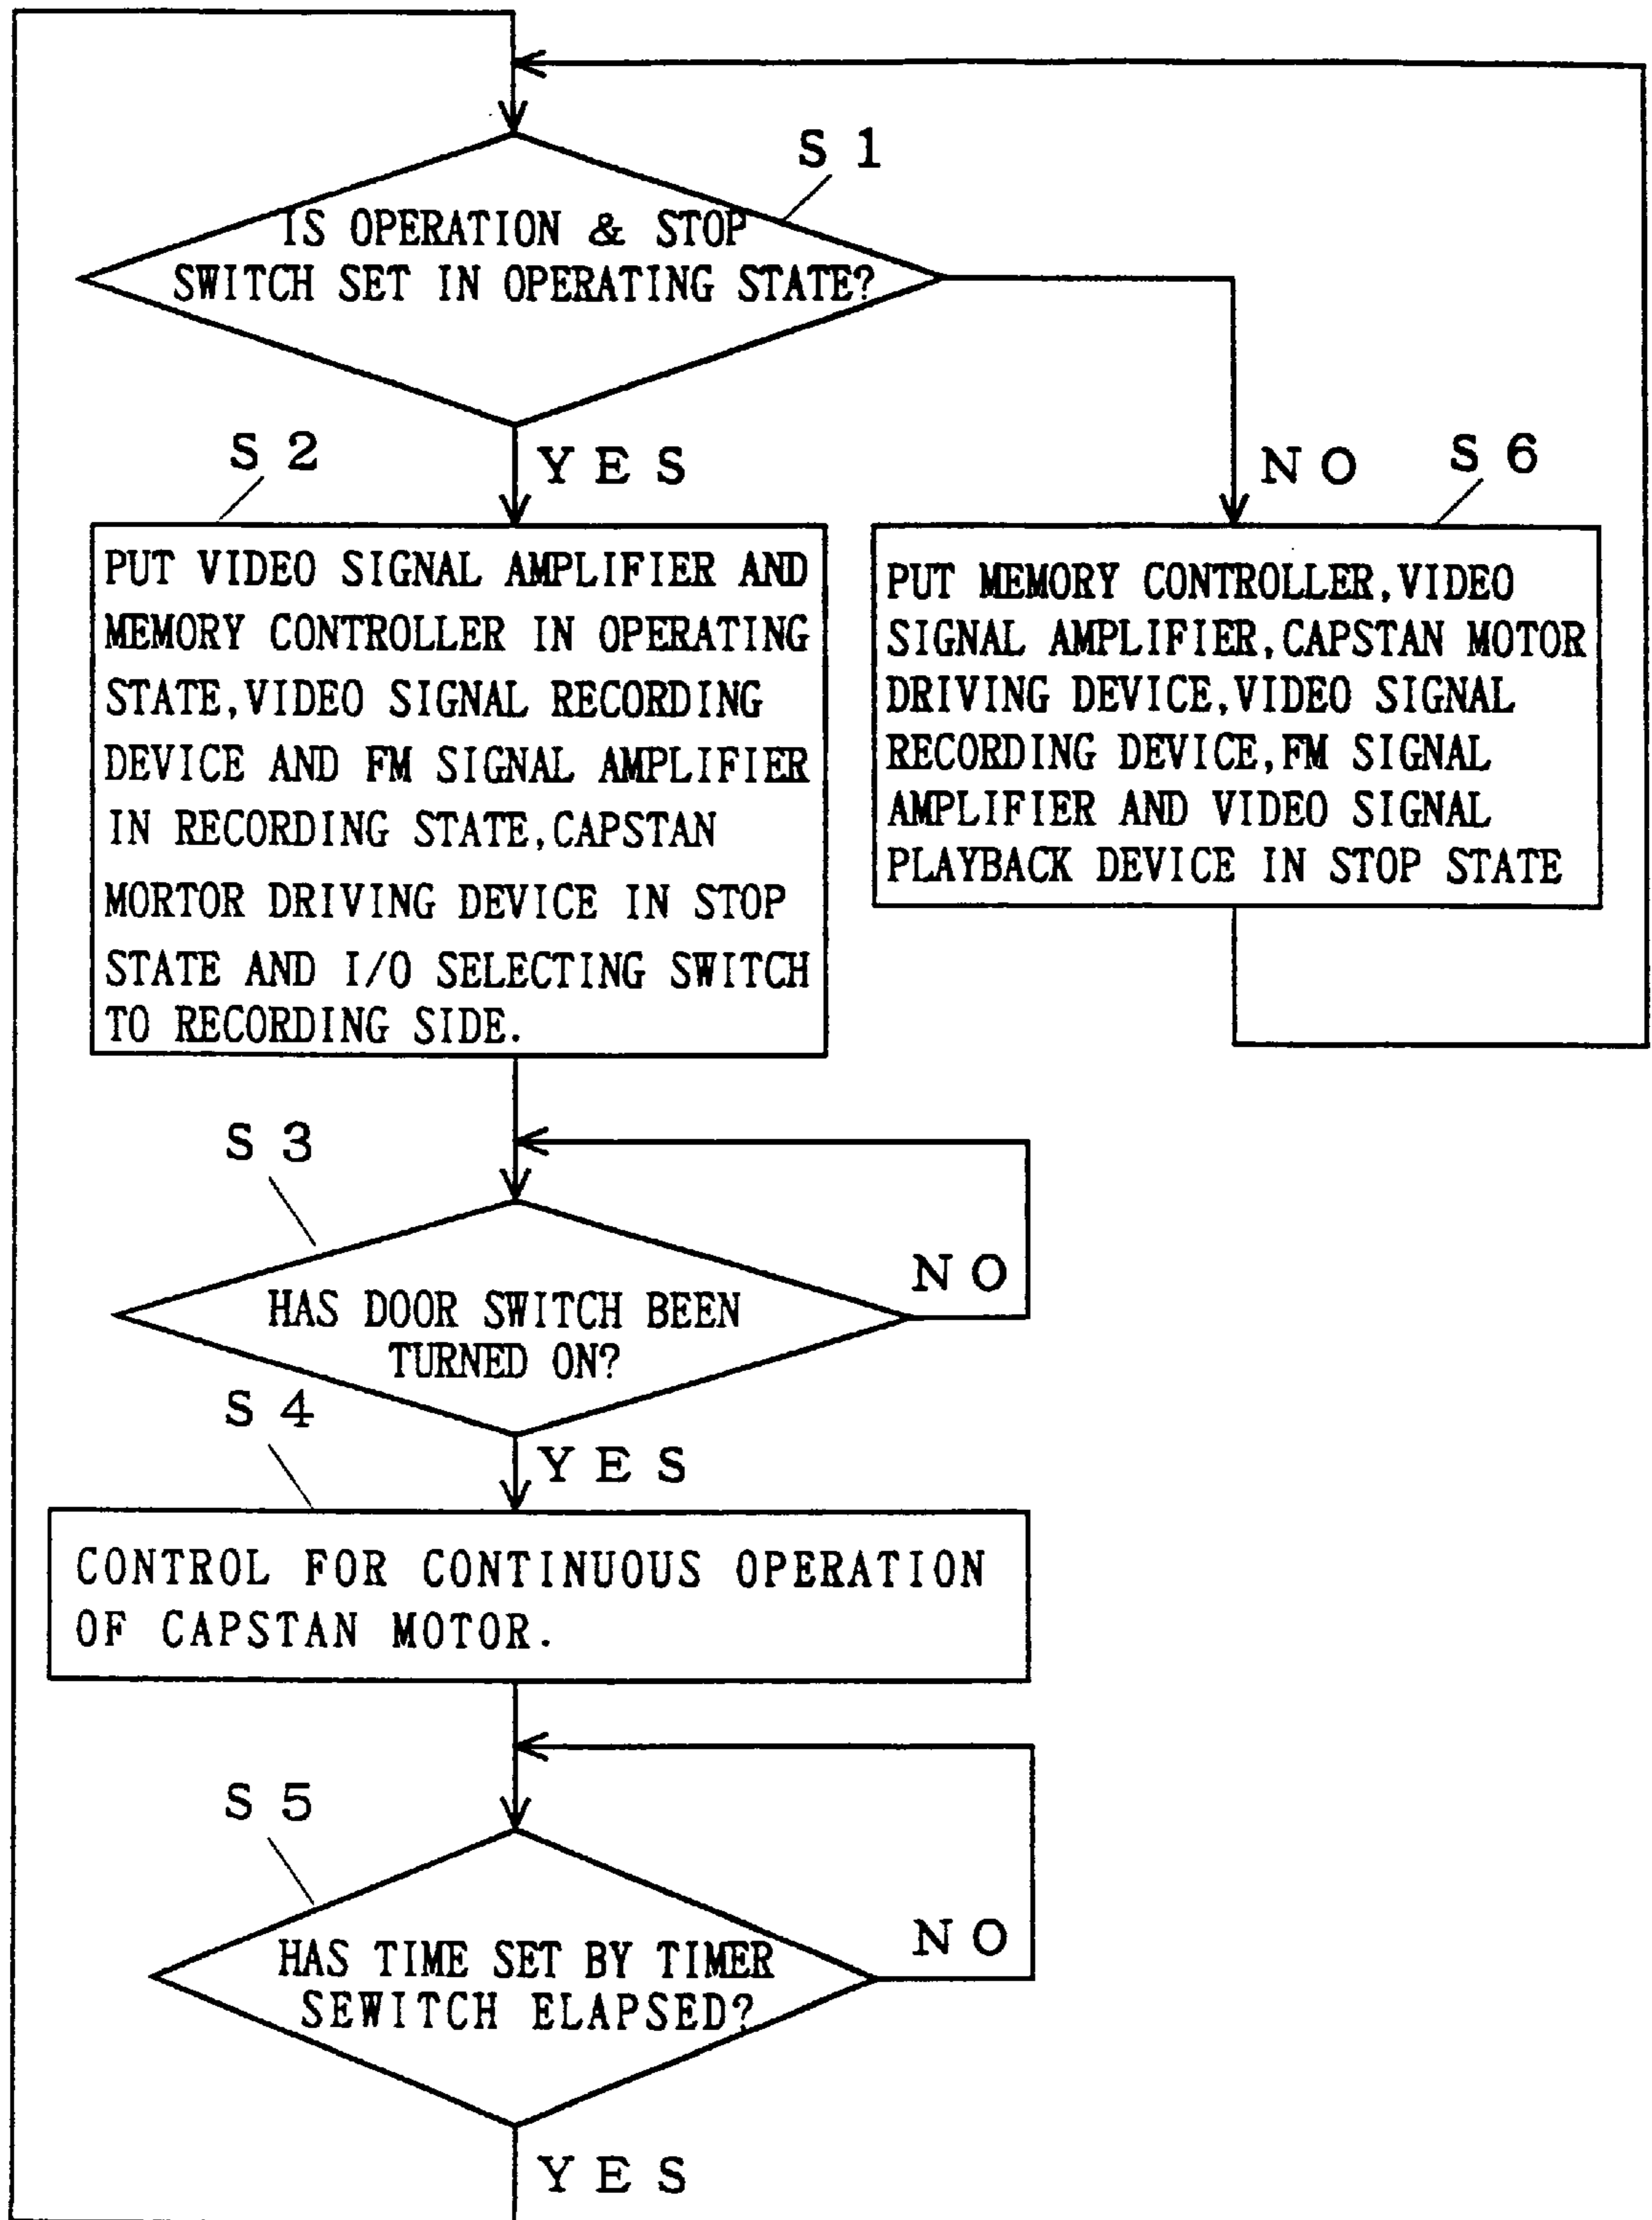 S 1
IS OPERATION & STOP
SWITCH SET IN OPERATING STATE?
S 2
YES
NO
S 6
PUT VIDEO SIGNAL AMPLIFIER AND
MEMORY CONTROLLER IN OPERATING
STATE,VIDEO SIGNAL RECORDING
DEVICE AND FM SIGNAL AMPLIFIER
IN RECORDING STATE,CAPSTAN
MORTOR DRIVING DEVICE IN STOP
STATE AND I/O SELECTING SWITCH
TO RECORDING SIDE.
PUT MEMORY CONTROLLER,VIDEO
SIGNAL AMPLIFIER,CAPSTAN MOTOR
DRIVING DEVICE,VIDEO SIGNAL
RECORDING DEVICE,FM SIGNAL
AMPLIFIER AND VIDEO SIGNAL
PLAYBACK DEVICE IN STOP STATE
S 3
NO
HAS DOOR SWITCH BEEN
TURNED ON?
S 4
YES
CONTROL FOR CONTINUOUS OPERATION
OF CAPSTAN MOTOR.
S 5
NO
HAS TIME SET BY TIMER
SEWITCH ELAPSED?
YES